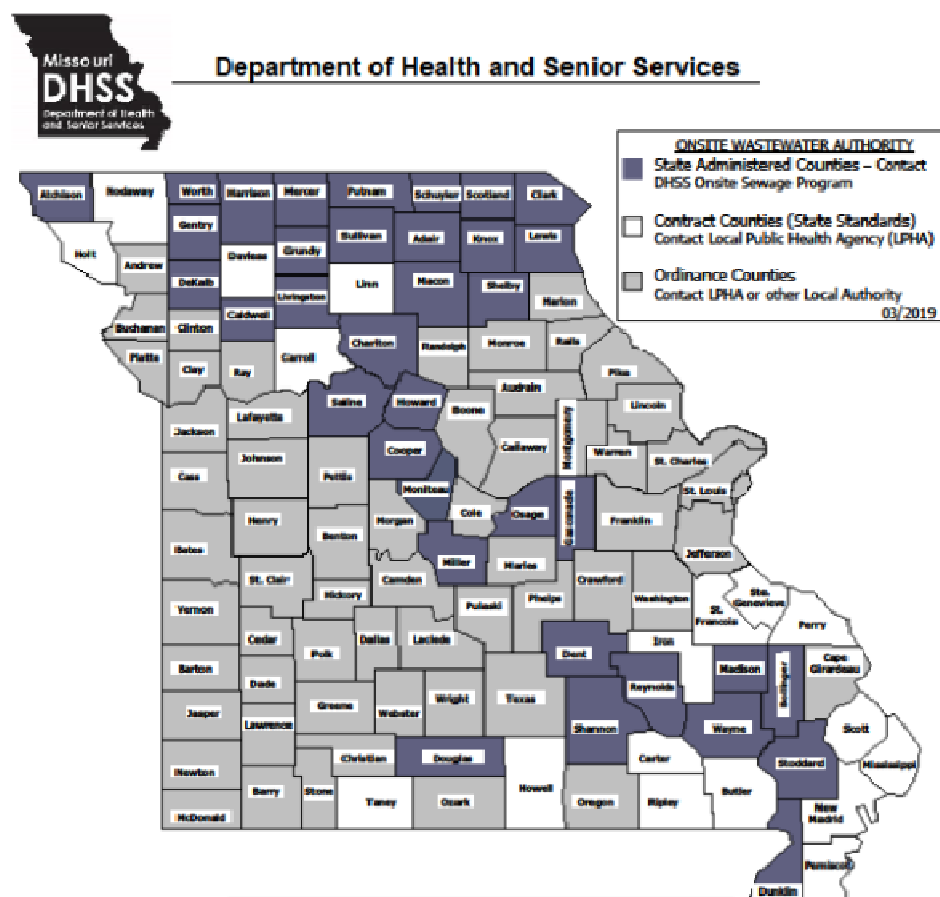 Missouri
DHSS
Department of Health
and Senior Services
Department of Health and Senior Services
ONSITE WASTEWATER AUTHORITY
State Administered Counties – Contact
DHSS Onsite Sewage Program
Contract Counties (State Standards)
Contact Local Public Health Agency (LPHA)
Ordinance Counties
Contact LPHA or other Local Authority
03/2019
Atchison
Nodaway
Worth
Harrison
Mercer
Putnam
Schuyler
Scotland
Clark
Holt
Andrew
Gentry
Daviess
Grundy
Sullivan
Adair
Knox
Lewis
DeKalb
Livingston
Linn
Macon
Shelby
Marion
Buchanan
Clinton
Caldwell
Chariton
Randolph
Monroe
Ralls
Platte
Clay
Ray
Carroll
Pike
Saline
Howard
Boone
Audrain
Lincoln
Jackson
Lafayette
Cooper
Callaway
Montgomery
Warren
St. Charles
Cass
Johnson
Pettis
Moniteau
Cole
Osage
Gasconade
Franklin
St. Louis
Bates
Henry
Benton
Morgan
Miller
Maries
Jefferson
Vernon
St. Clair
Hickory
Camden
Pulaski
Phelps
Crawford
Washington
St.
Francois
Ste.
Genevieve
Perry
Barton
Cedar
Polk
Dallas
Laclede
Dent
Iron
Madison
Bollinger
Cape
Girardeau
Dade
Greene
Webster
Wright
Texas
Reynolds
Jasper
Lawrence
Shannon
Wayne
Scott
Newton
Christian
Douglas
Carter
Stoddard
Mississippi
McDonald
Barry
Stone
Taney
Ozark
Howell
Oregon
Ripley
Butler
New
Madrid
Pemiscot
Dunklin